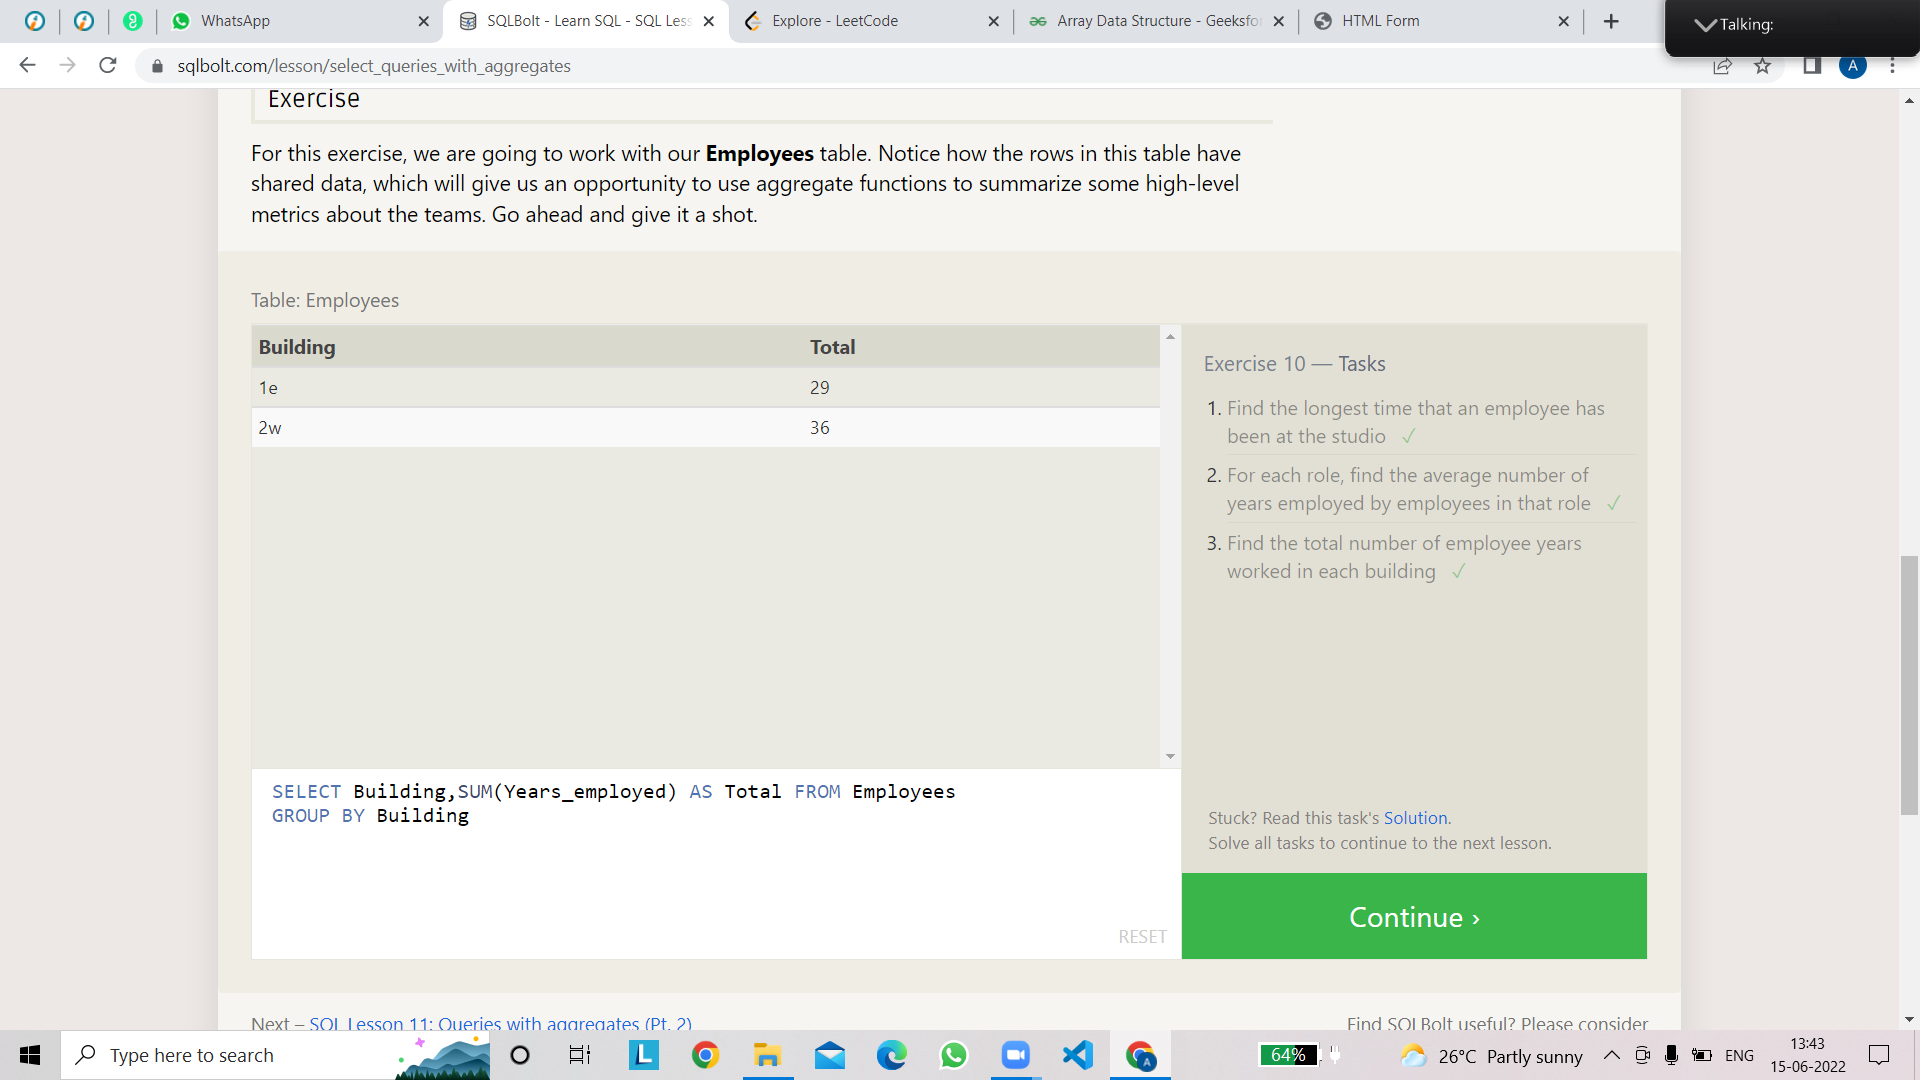 WhatsApp
SQLBolt - Learn SQL - SQL Less
Explore - LeetCode
Array Data Structure - Geeksfo
HTML Form
Talking:
sqlbolt.com/lesson/select_queries_with_aggregates
A
Exercise
For this exercise, we are going to work with our Employees table. Notice how the rows in this table have
shared data, which will give us an opportunity to use aggregate functions to summarize some high-level
metrics about the teams. Go ahead and give it a shot.
Table: Employees
Building Total
1e 29
2w 36
Exercise 10 — Tasks
1. Find the longest time that an employee has
been at the studio ✓
2. For each role, find the average number of
years employed by employees in that role ✓
3. Find the total number of employee years
worked in each building ✓
SELECT Building,SUM(Years_employed) AS Total FROM Employees
GROUP BY Building
RESET
Stuck? Read this task's Solution.
Solve all tasks to continue to the next lesson.
Continue ›
Next – SQL Lesson 11: Queries with aggregates (Pt. 2)
Find SQLBolt useful? Please consider
Type here to search
L
A
64%
26°C Partly sunny
ENG
13:43
15-06-2022